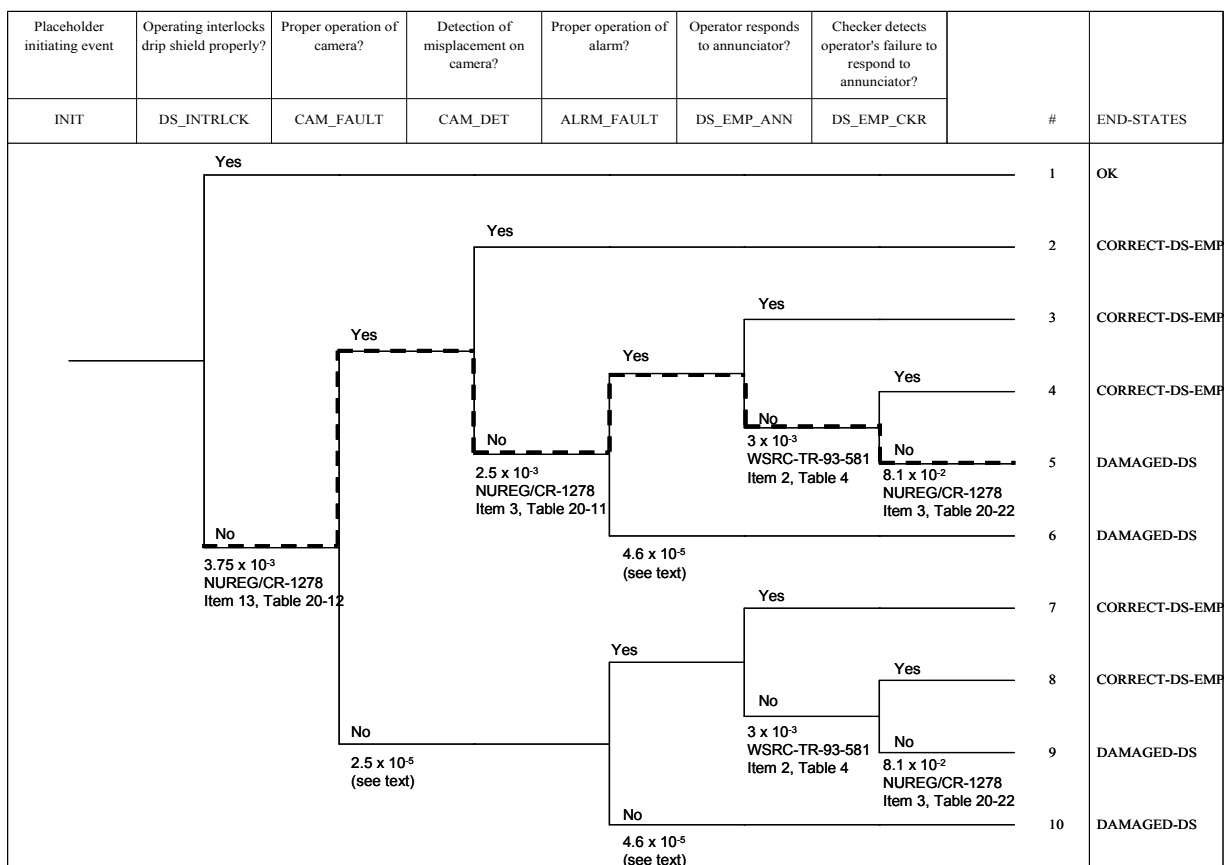 Placeholder
initiating event
Operating interlocks
drip shield properly?
Proper operation of
camera?
Detection of
misplacement on
camera?
Proper operation of
alarm?
Operator responds
to annunciator?
Checker detects
operator's failure to
respond to
annunciator?
INIT
DS_INTRLCK
CAM_FAULT
CAM_DET
ALRM_FAULT
DS_EMP_ANN
DS_EMP_CKR
#
END-STATES
Yes
1
OK
Yes
2
CORRECT-DS-EMP
Yes
3
CORRECT-DS-EMP
Yes
Yes
Yes
4
CORRECT-DS-EMP
No
3 x 10-3
WSRC-TR-93-581
Item 2, Table 4
No
2.5 x 10-3
NUREG/CR-1278
Item 3, Table 20-11
No
8.1 x 10-2
NUREG/CR-1278
Item 3, Table 20-22
5
DAMAGED-DS
No
3.75 x 10-3
NUREG/CR-1278
Item 13, Table 20-12
4.6 x 10-5
(see text)
6
DAMAGED-DS
Yes
7
CORRECT-DS-EMP
Yes
Yes
8
CORRECT-DS-EMP
No
3 x 10-3
WSRC-TR-93-581
Item 2, Table 4
No
2.5 x 10-5
(see text)
No
8.1 x 10-2
NUREG/CR-1278
Item 3, Table 20-22
9
DAMAGED-DS
No
4.6 x 10-5
(see text)
10
DAMAGED-DS